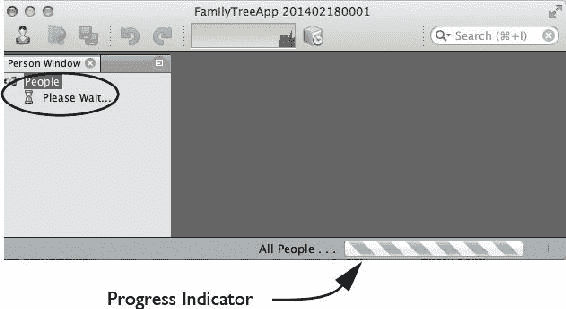 FamilyTreeApp 201402180001
Search (⌘+I)
Person Window
People
Please Wait...
All People . . .
Progress Indicator